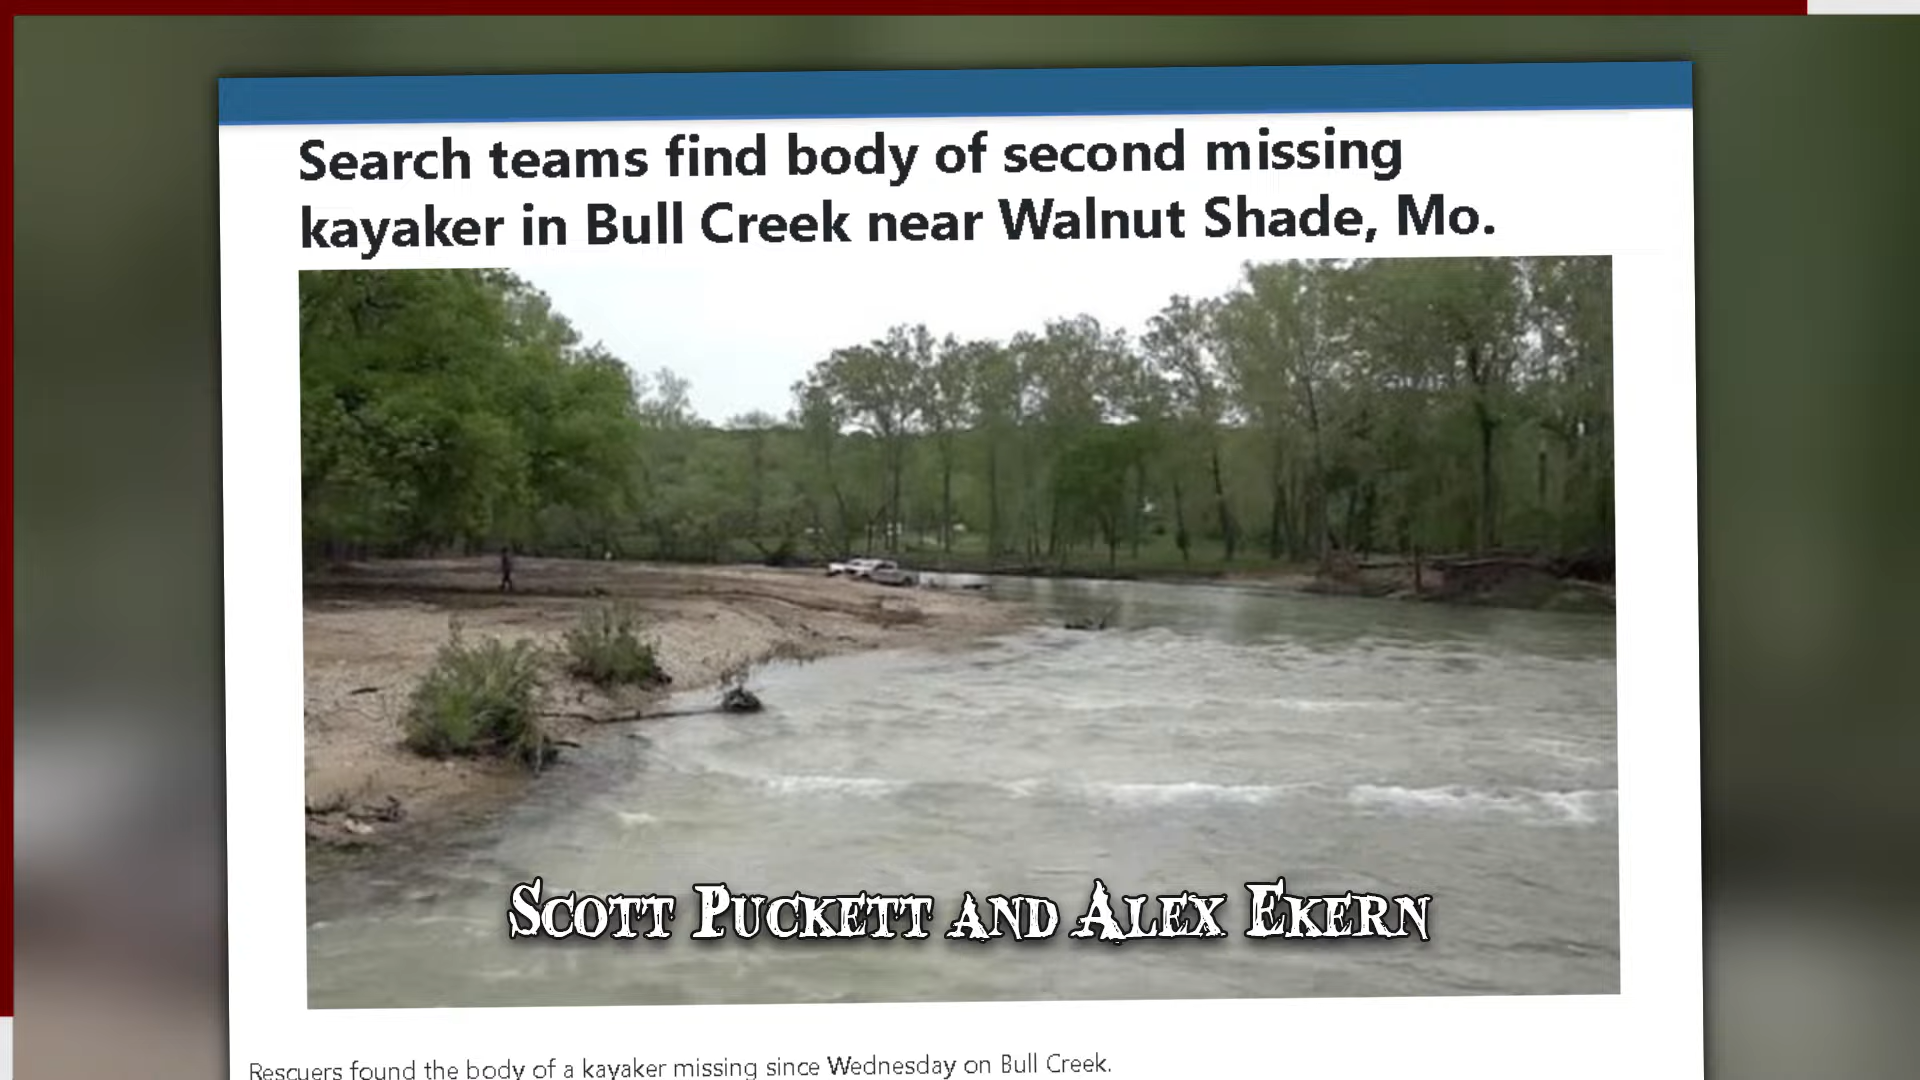 Search teams find body of second missing
kayaker in Bull Creek near Walnut Shade, Mo.
Scott Puckett and Alex Ekern
Rescuers found the body of a kayaker missing since Wednesday on Bull Creek.